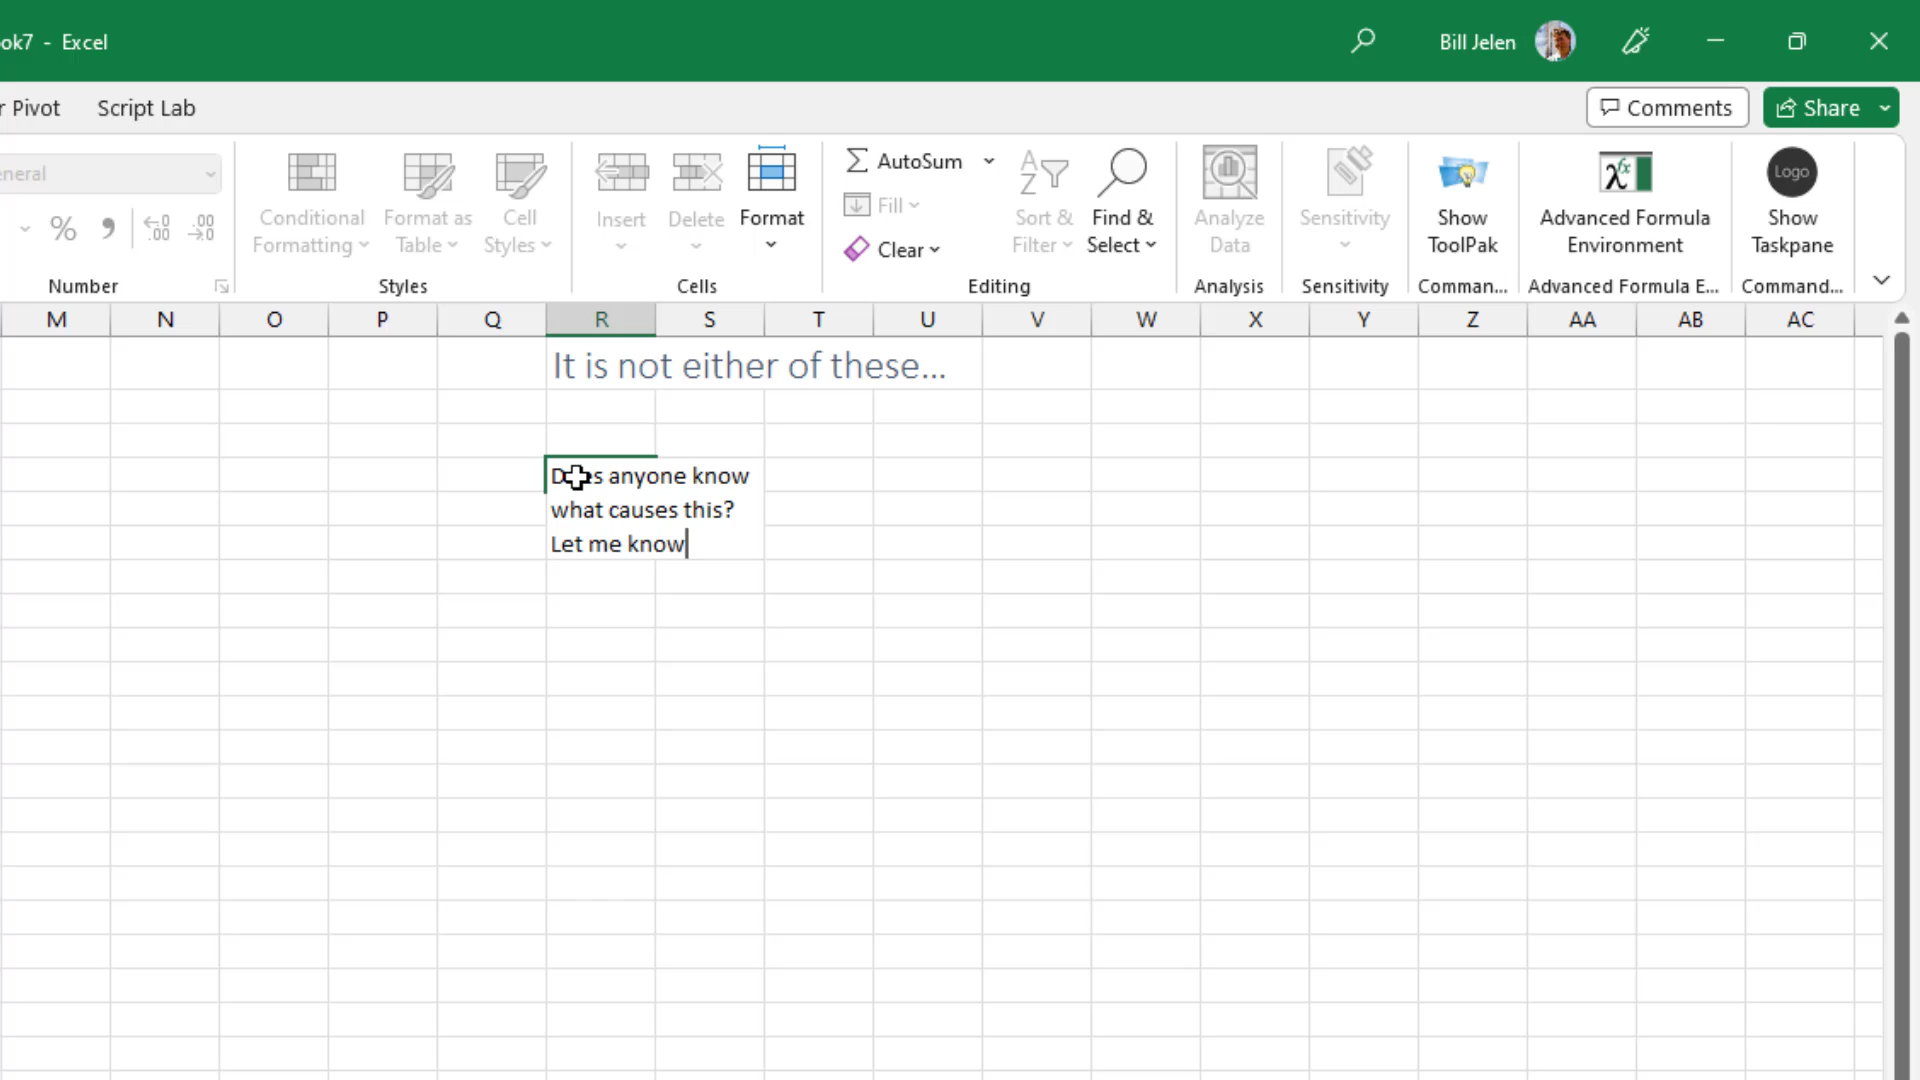 ok7 - Excel
Bill Jelen
r Pivot
Script Lab
Comments
Share
neral
AutoSum
Fill
Clear
Conditional
Formatting
Format as
Table
Cell
Styles
Insert
Delete
Format
Sort &
Filter
Find &
Select
Analyze
Data
Sensitivity
Show
ToolPak
Advanced Formula
Environment
Logo
Show
Taskpane
% , .00 .00
Number
Styles
Cells
Editing
Analysis
Sensitivity
Comman...
Advanced Formula E...
Command...
M N O P Q R S T U V W X Y Z AA AB AC
It is not either of these...
anyone know
what causes this?
Let me know